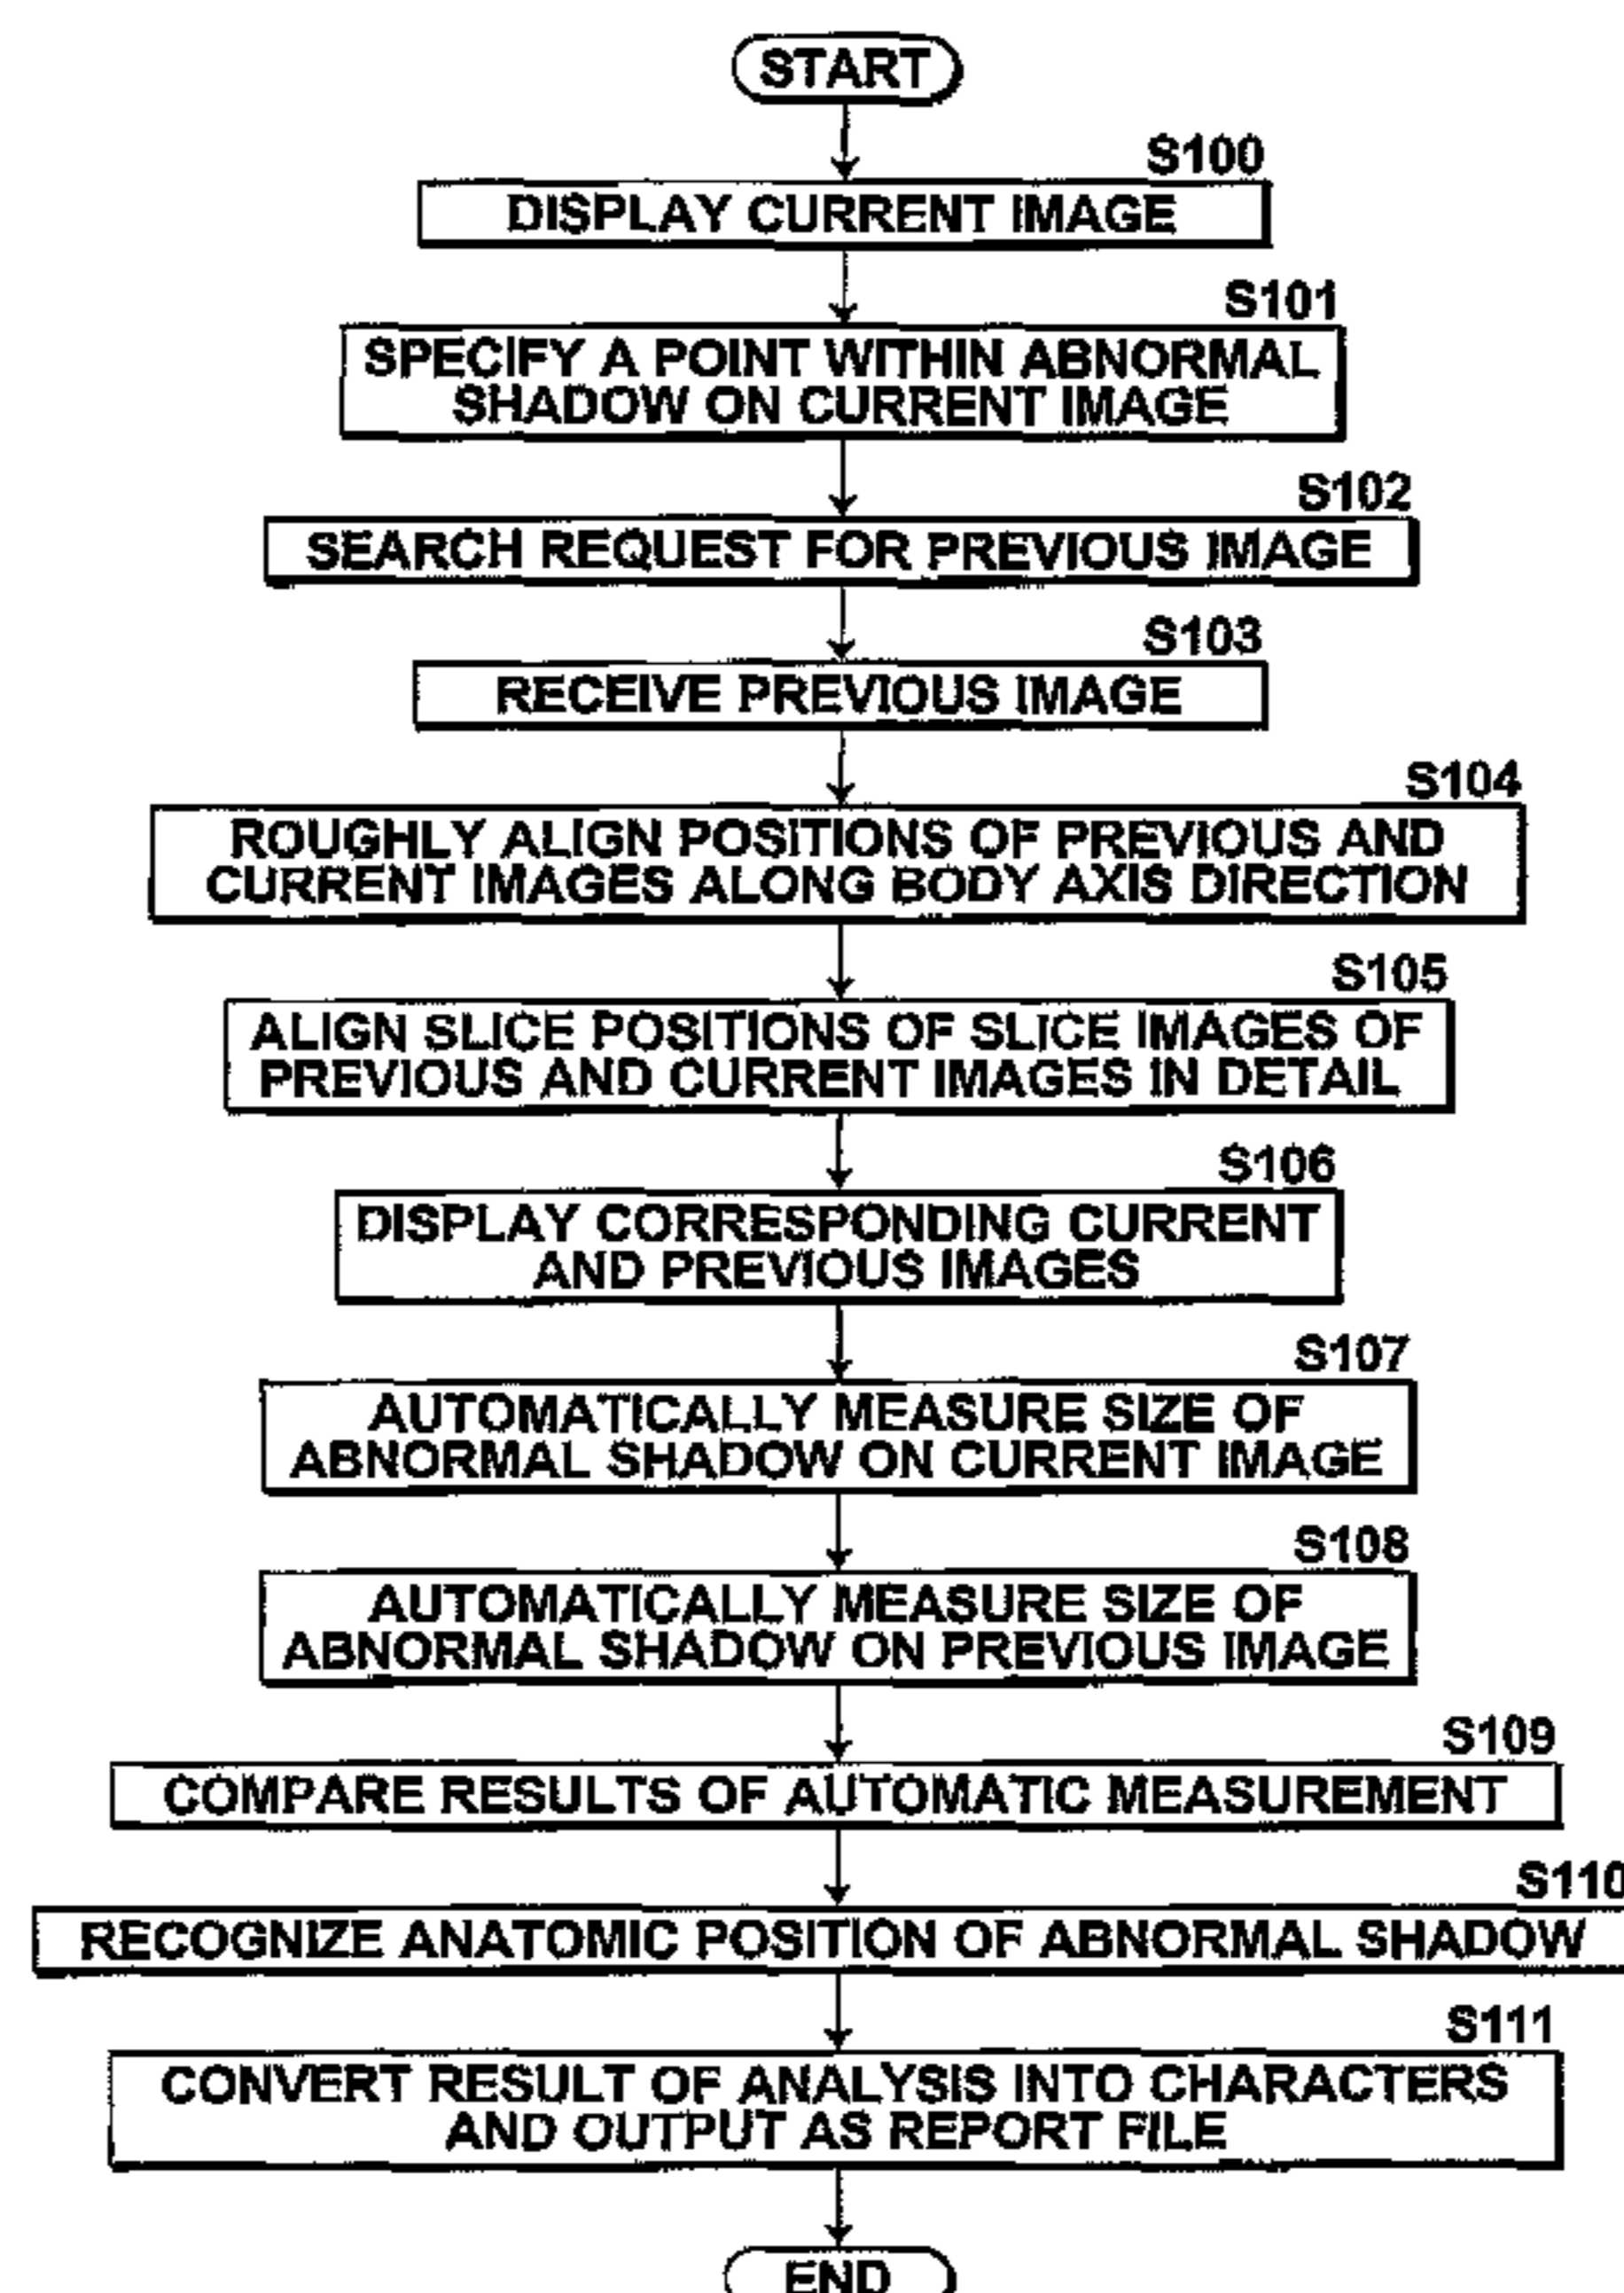 START
S100
DISPLAY CURRENT IMAGE
S101
SPECIFY A POINT WITHIN ABNORMAL
SHADOW ON CURRENT IMAGE
S102
SEARCH REQUEST FOR PREVIOUS IMAGE
S103
RECEIVE PREVIOUS IMAGE
S104
ROUGHLY ALIGN POSITIONS OF PREVIOUS AND
CURRENT IMAGES ALONG BODY AXIS DIRECTION
S105
ALIGN SLICE POSITIONS OF SLICE IMAGES OF
PREVIOUS AND CURRENT IMAGES IN DETAIL
S106
DISPLAY CORRESPONDING CURRENT
AND PREVIOUS IMAGES
S107
AUTOMATICALLY MEASURE SIZE OF
ABNORMAL SHADOW ON CURRENT IMAGE
S108
AUTOMATICALLY MEASURE SIZE OF
ABNORMAL SHADOW ON PREVIOUS IMAGE
S109
COMPARE RESULTS OF AUTOMATIC MEASUREMENT
S110
RECOGNIZE ANATOMIC POSITION OF ABNORMAL SHADOW
S111
CONVERT RESULT OF ANALYSIS INTO CHARACTERS
AND OUTPUT AS REPORT FILE
END